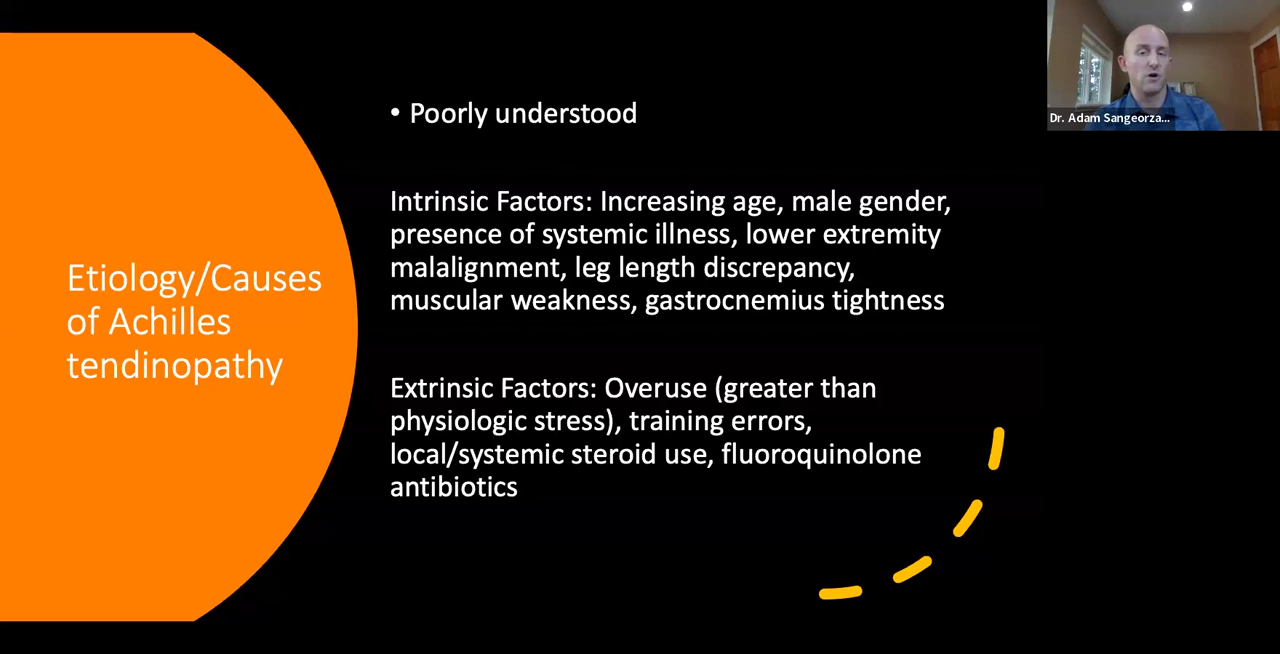 Etiology/Causes
of Achilles
tendinopathy
• Poorly understood
Intrinsic Factors: Increasing age, male gender,
presence of systemic illness, lower extremity
malalignment, leg length discrepancy,
muscular weakness, gastrocnemius tightness
Extrinsic Factors: Overuse (greater than
physiologic stress), training errors,
local/systemic steroid use, fluoroquinolone
antibiotics
Dr. Adam Sangeorza...